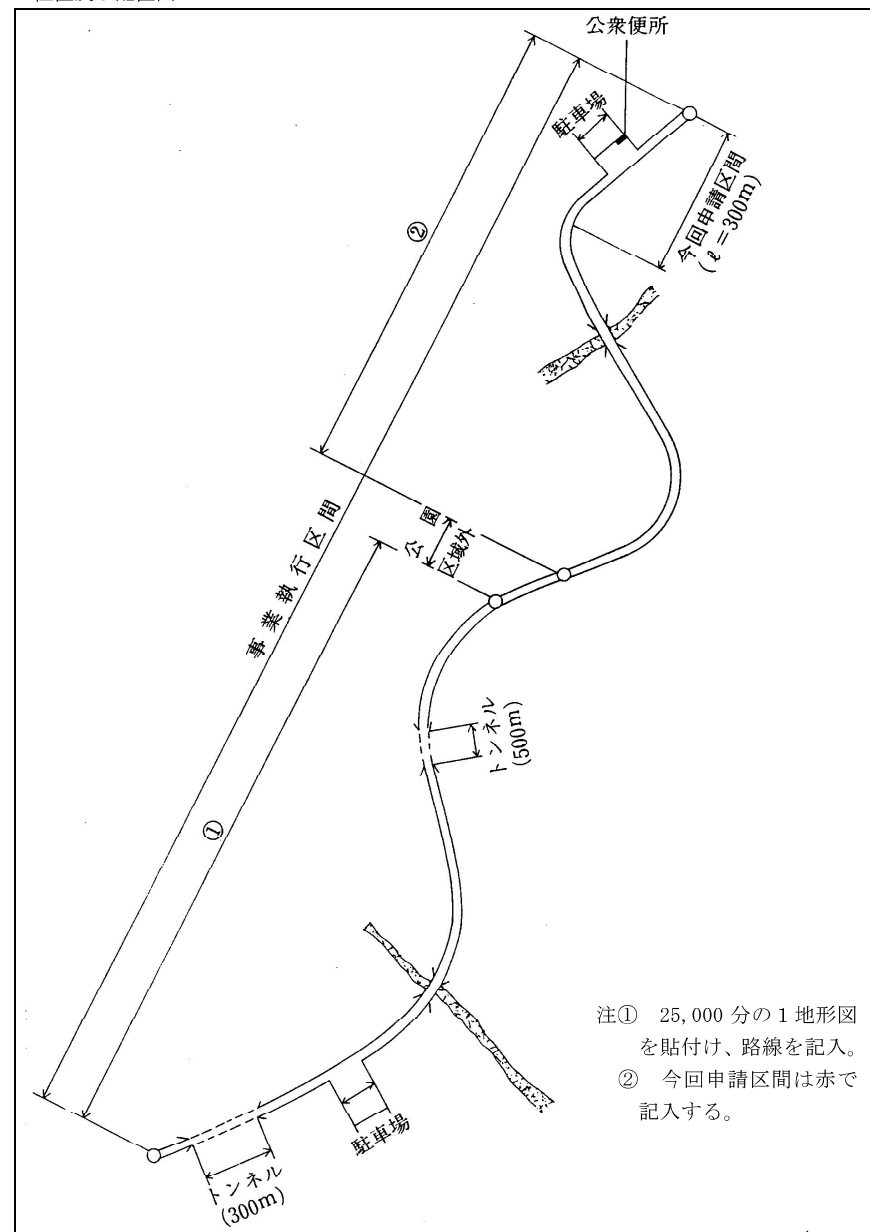 公衆便所
駐車場
今回申請区間
(ℓ=300m)
②
公園
区域外
事業執行区間
トンネル
(500m)
①
注① 25,000分の1地形図
を貼付け、路線を記入。
② 今回申請区間は赤で
記入する。
駐車場
トンネル
(300m)